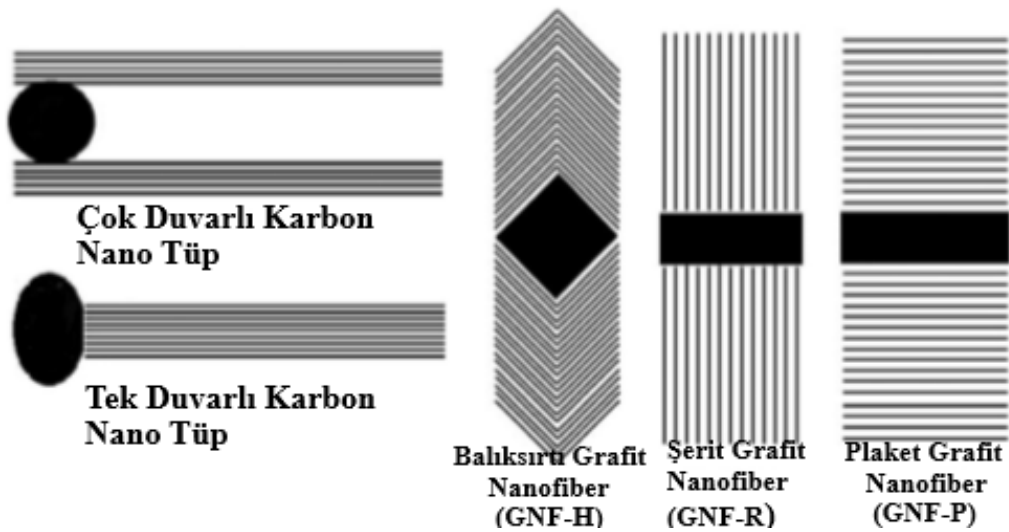 Çok Duvarlı Karbon
Nano Tüp
Tek Duvarlı Karbon
Nano Tüp
Balıksırtı Grafit
Nanofiber
(GNF-H)
Şerit Grafit
Nanofiber
(GNF-R)
Plaket Grafit
Nanofiber
(GNF-P)